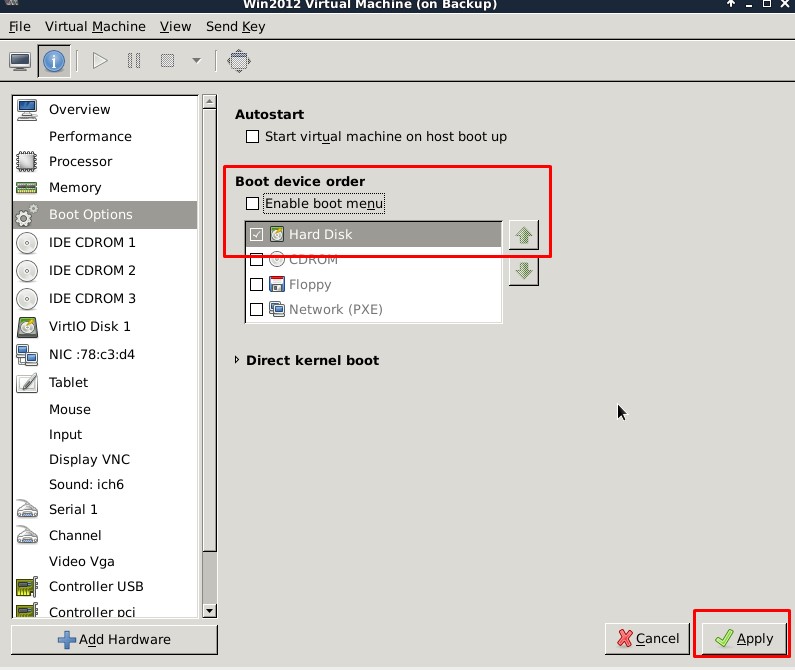 Win2012 Virtual Machine (on Backup)
File Virtual Machine View Send Key
Overview
Performance
Processor
Memory
Boot Options
IDE CDROM 1
IDE CDROM 2
IDE CDROM 3
VirtIO Disk 1
NIC :78:c3:d4
Tablet
Mouse
Input
Display VNC
Sound: ich6
Serial 1
Channel
Video Vga
Controller USB
Controller pci
Add Hardware
Autostart
Start virtual machine on host boot up
Boot device order
Enable boot menu
Hard Disk
CDROM
Floppy
Network (PXE)
Direct kernel boot
Cancel Apply